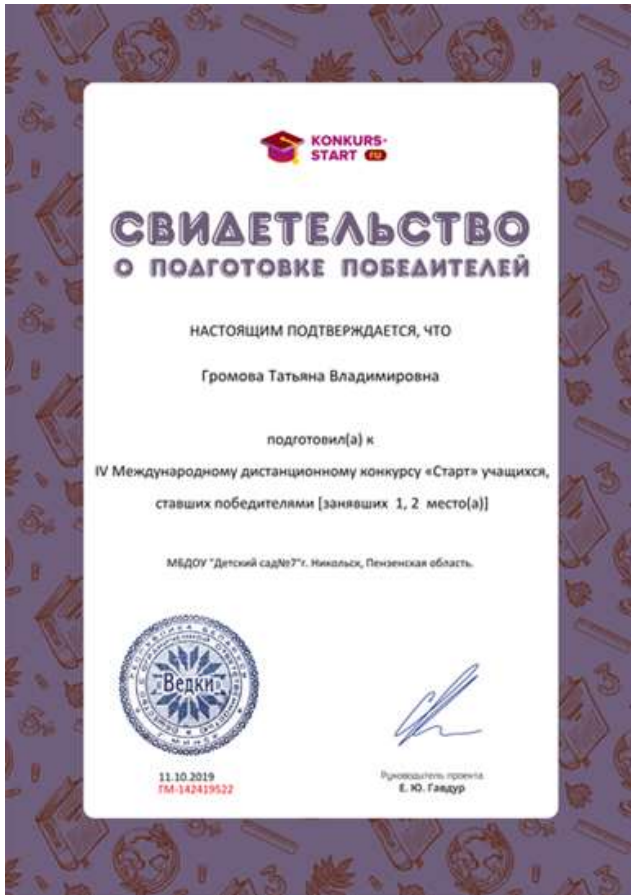 KONKURS-
START ru
СВИДЕТЕЛЬСТВО
О ПОДГОТОВКЕ ПОБЕДИТЕЛЕЙ
НАСТОЯЩИМ ПОДТВЕРЖДАЕТСЯ, ЧТО
Громова Татьяна Владимировна
подготовил(а) к
IV Международному дистанционному конкурсу «Старт» учащихся,
ставших победителями [занявших 1, 2 место(а)]
МБДОУ "Детский сад№7"г. Никольск, Пензенская область.
«Ведки»
11.10.2019
ГМ-142419522
Руководитель проекта
Е. Ю. Гавдур